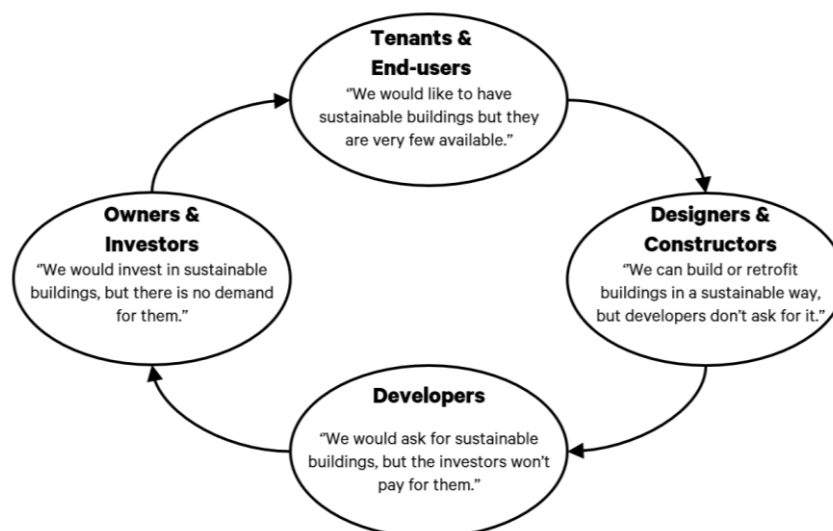 Tenants &
End-users
“We would like to have
sustainable buildings but they
are very few available.”
Owners &
Investors
“We would invest in sustainable
buildings, but there is no demand
for them.”
Designers &
Constructors
“We can build or retrofit
buildings in a sustainable way,
but developers don’t ask for it.”
Developers
“We would ask for sustainable
buildings, but the investors won’t
pay for them.”